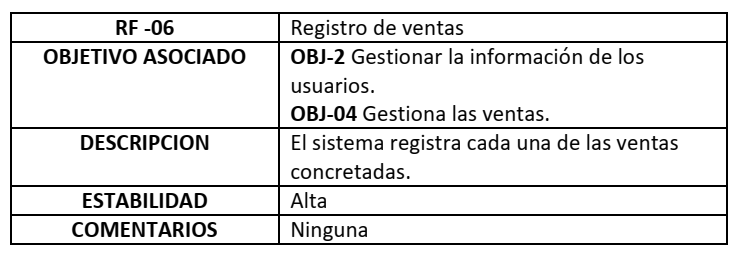 RF -06 Registro de ventas
OBJETIVO ASOCIADO OBJ-2 Gestionar la información de los
usuarios.
OBJ-04 Gestiona las ventas.
DESCRIPCION El sistema registra cada una de las ventas
concretadas.
ESTABILIDAD Alta
COMENTARIOS Ninguna